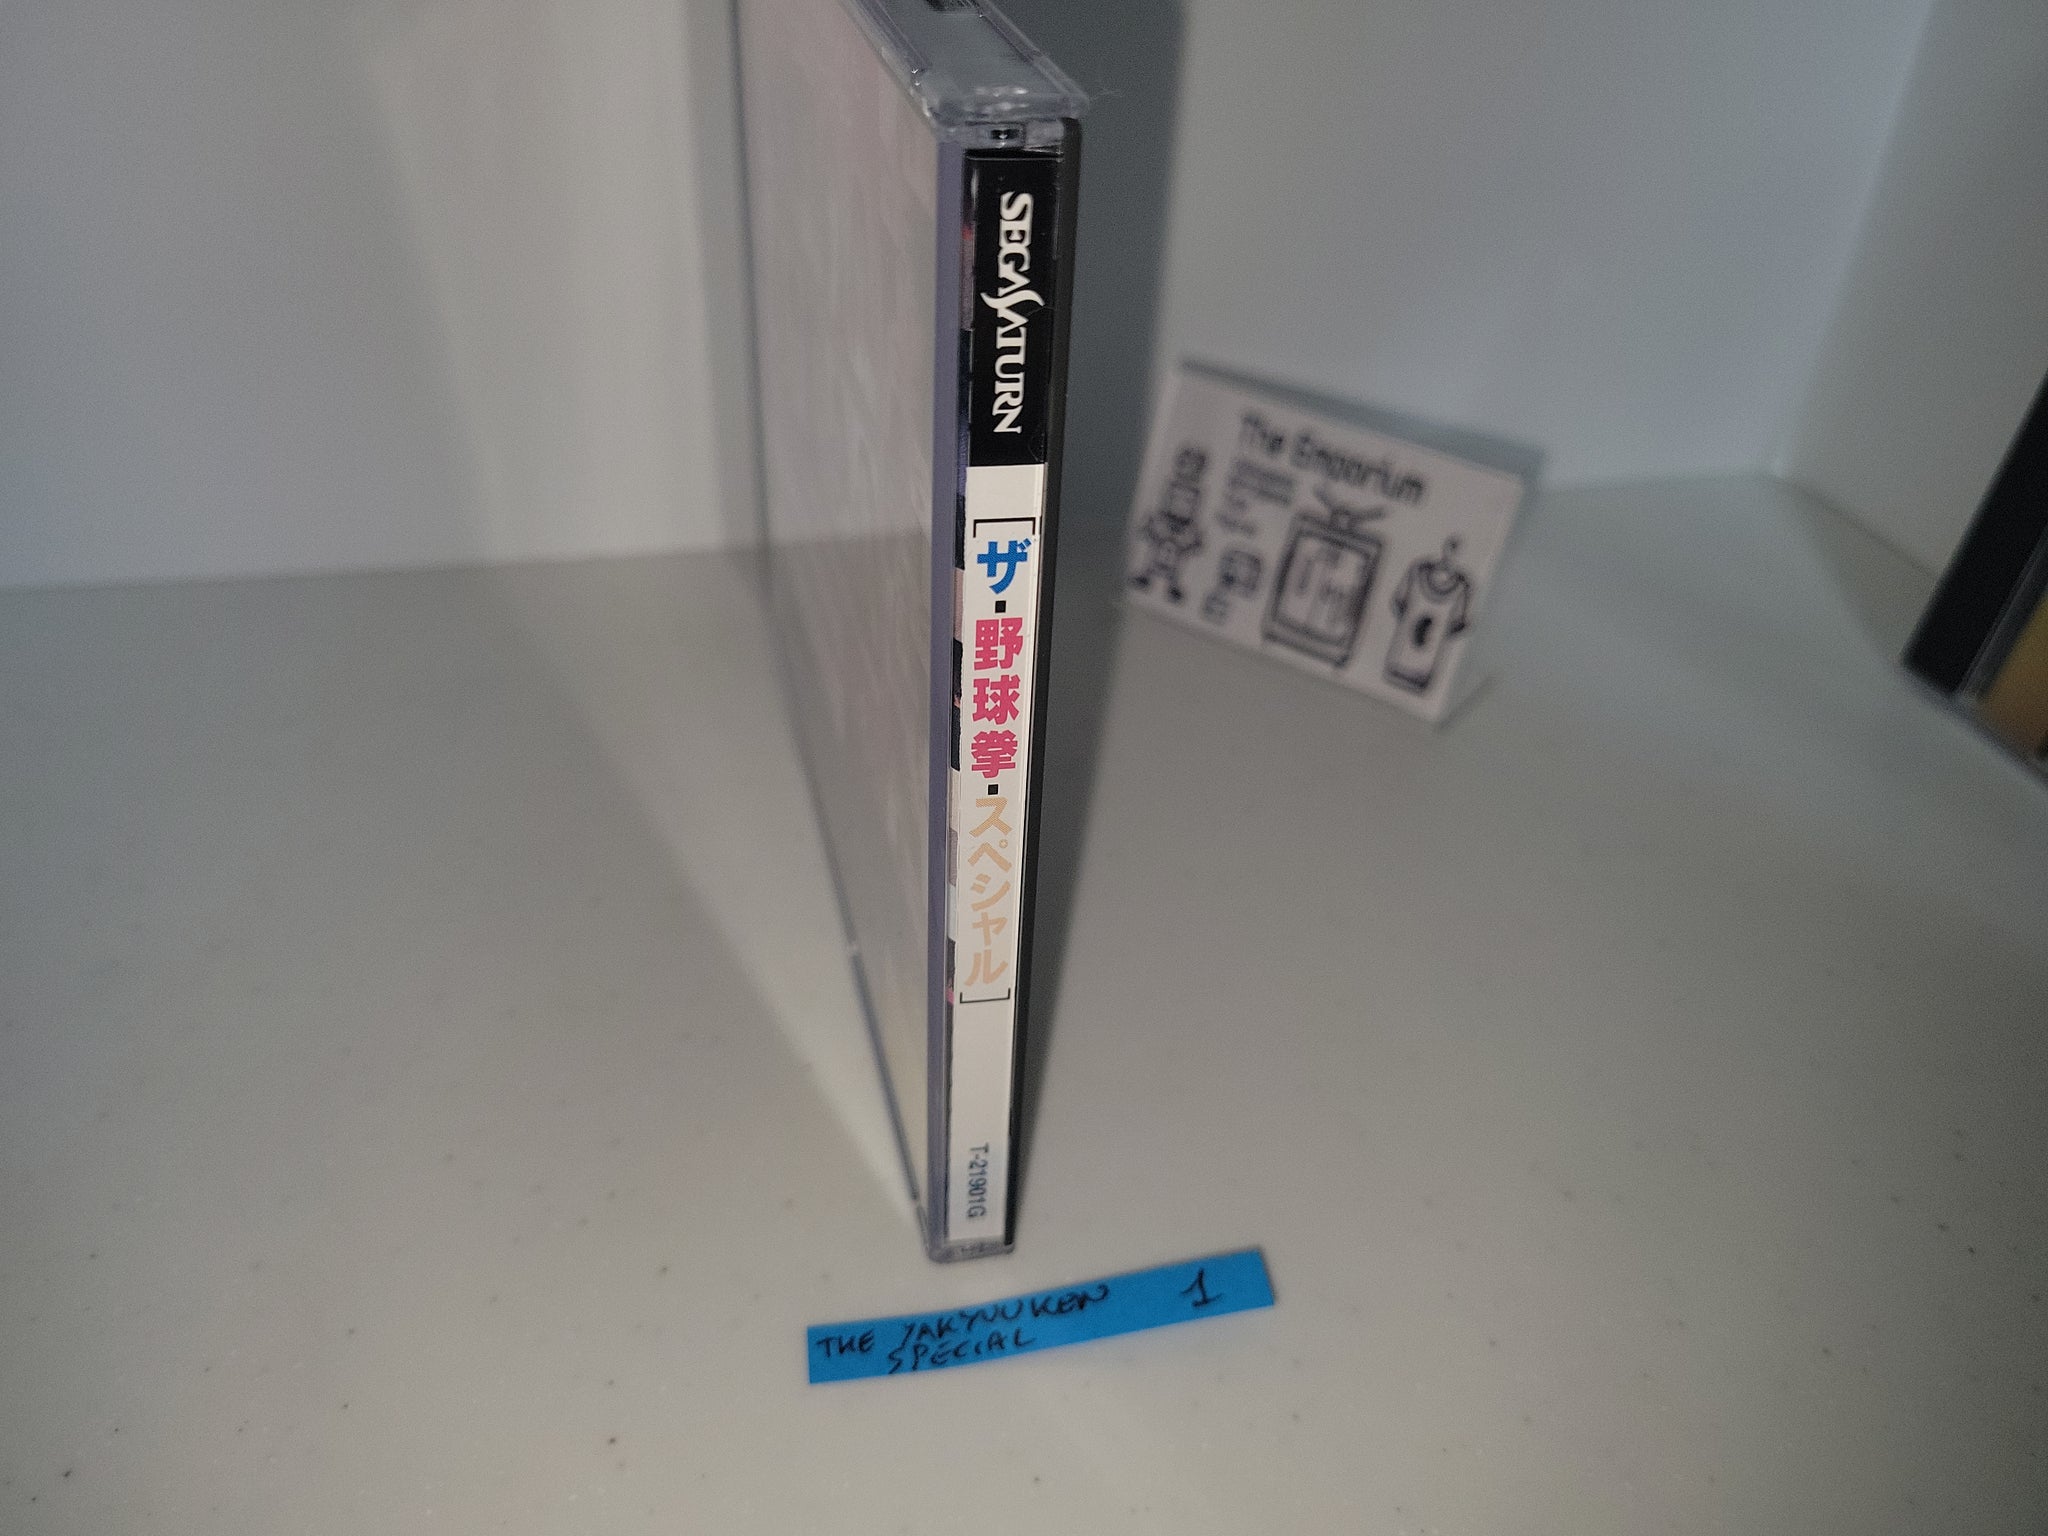 SEGA SATURN
[ザ・野球拳・スペシャル]
T-21901G
The Emporium
THE YAKYUUKEN 1
SPECIAL